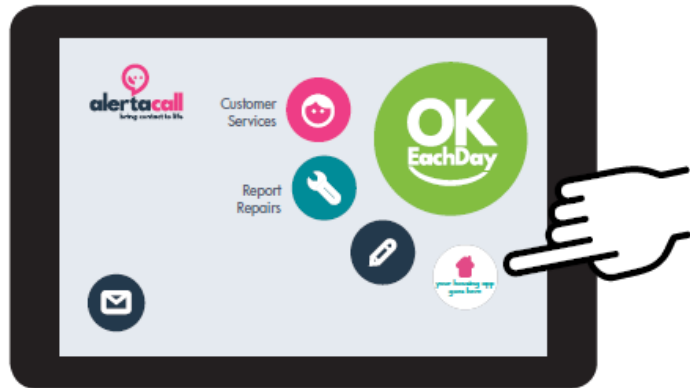 alertacall
bring contact to life
Customer
Services
OK
EachDay
Report
Repairs
your housing app
goes here